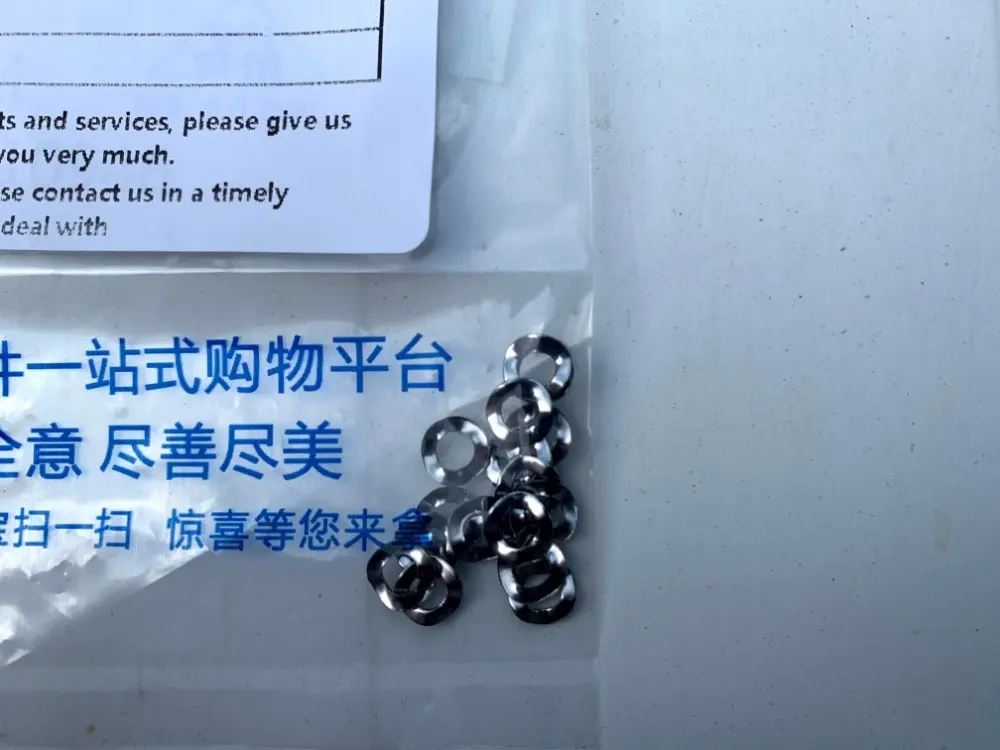 ts and services, please give us
you very much.
se contact us in a timely
deal with
件一站式购物平台
全意 尽善尽美
扫一扫 惊喜等您来拿